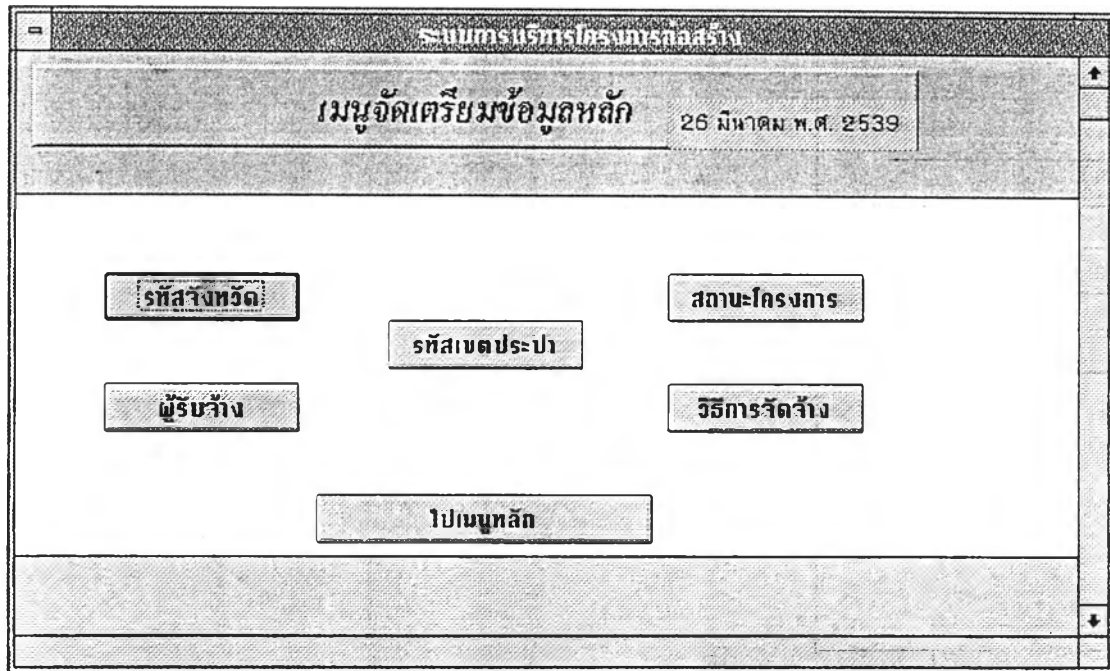 ระบบการบริหารโครงการก่อสร้าง
เมนูจัดเตรียมข้อมูลหลัก
26 มีนาคม พ.ศ. 2539
รหัสจังหวัด
สถานะโครงการ
รหัสเขตประปา
ผู้รับจ้าง
วิธีการจัดจ้าง
ไปเมนูหลัก